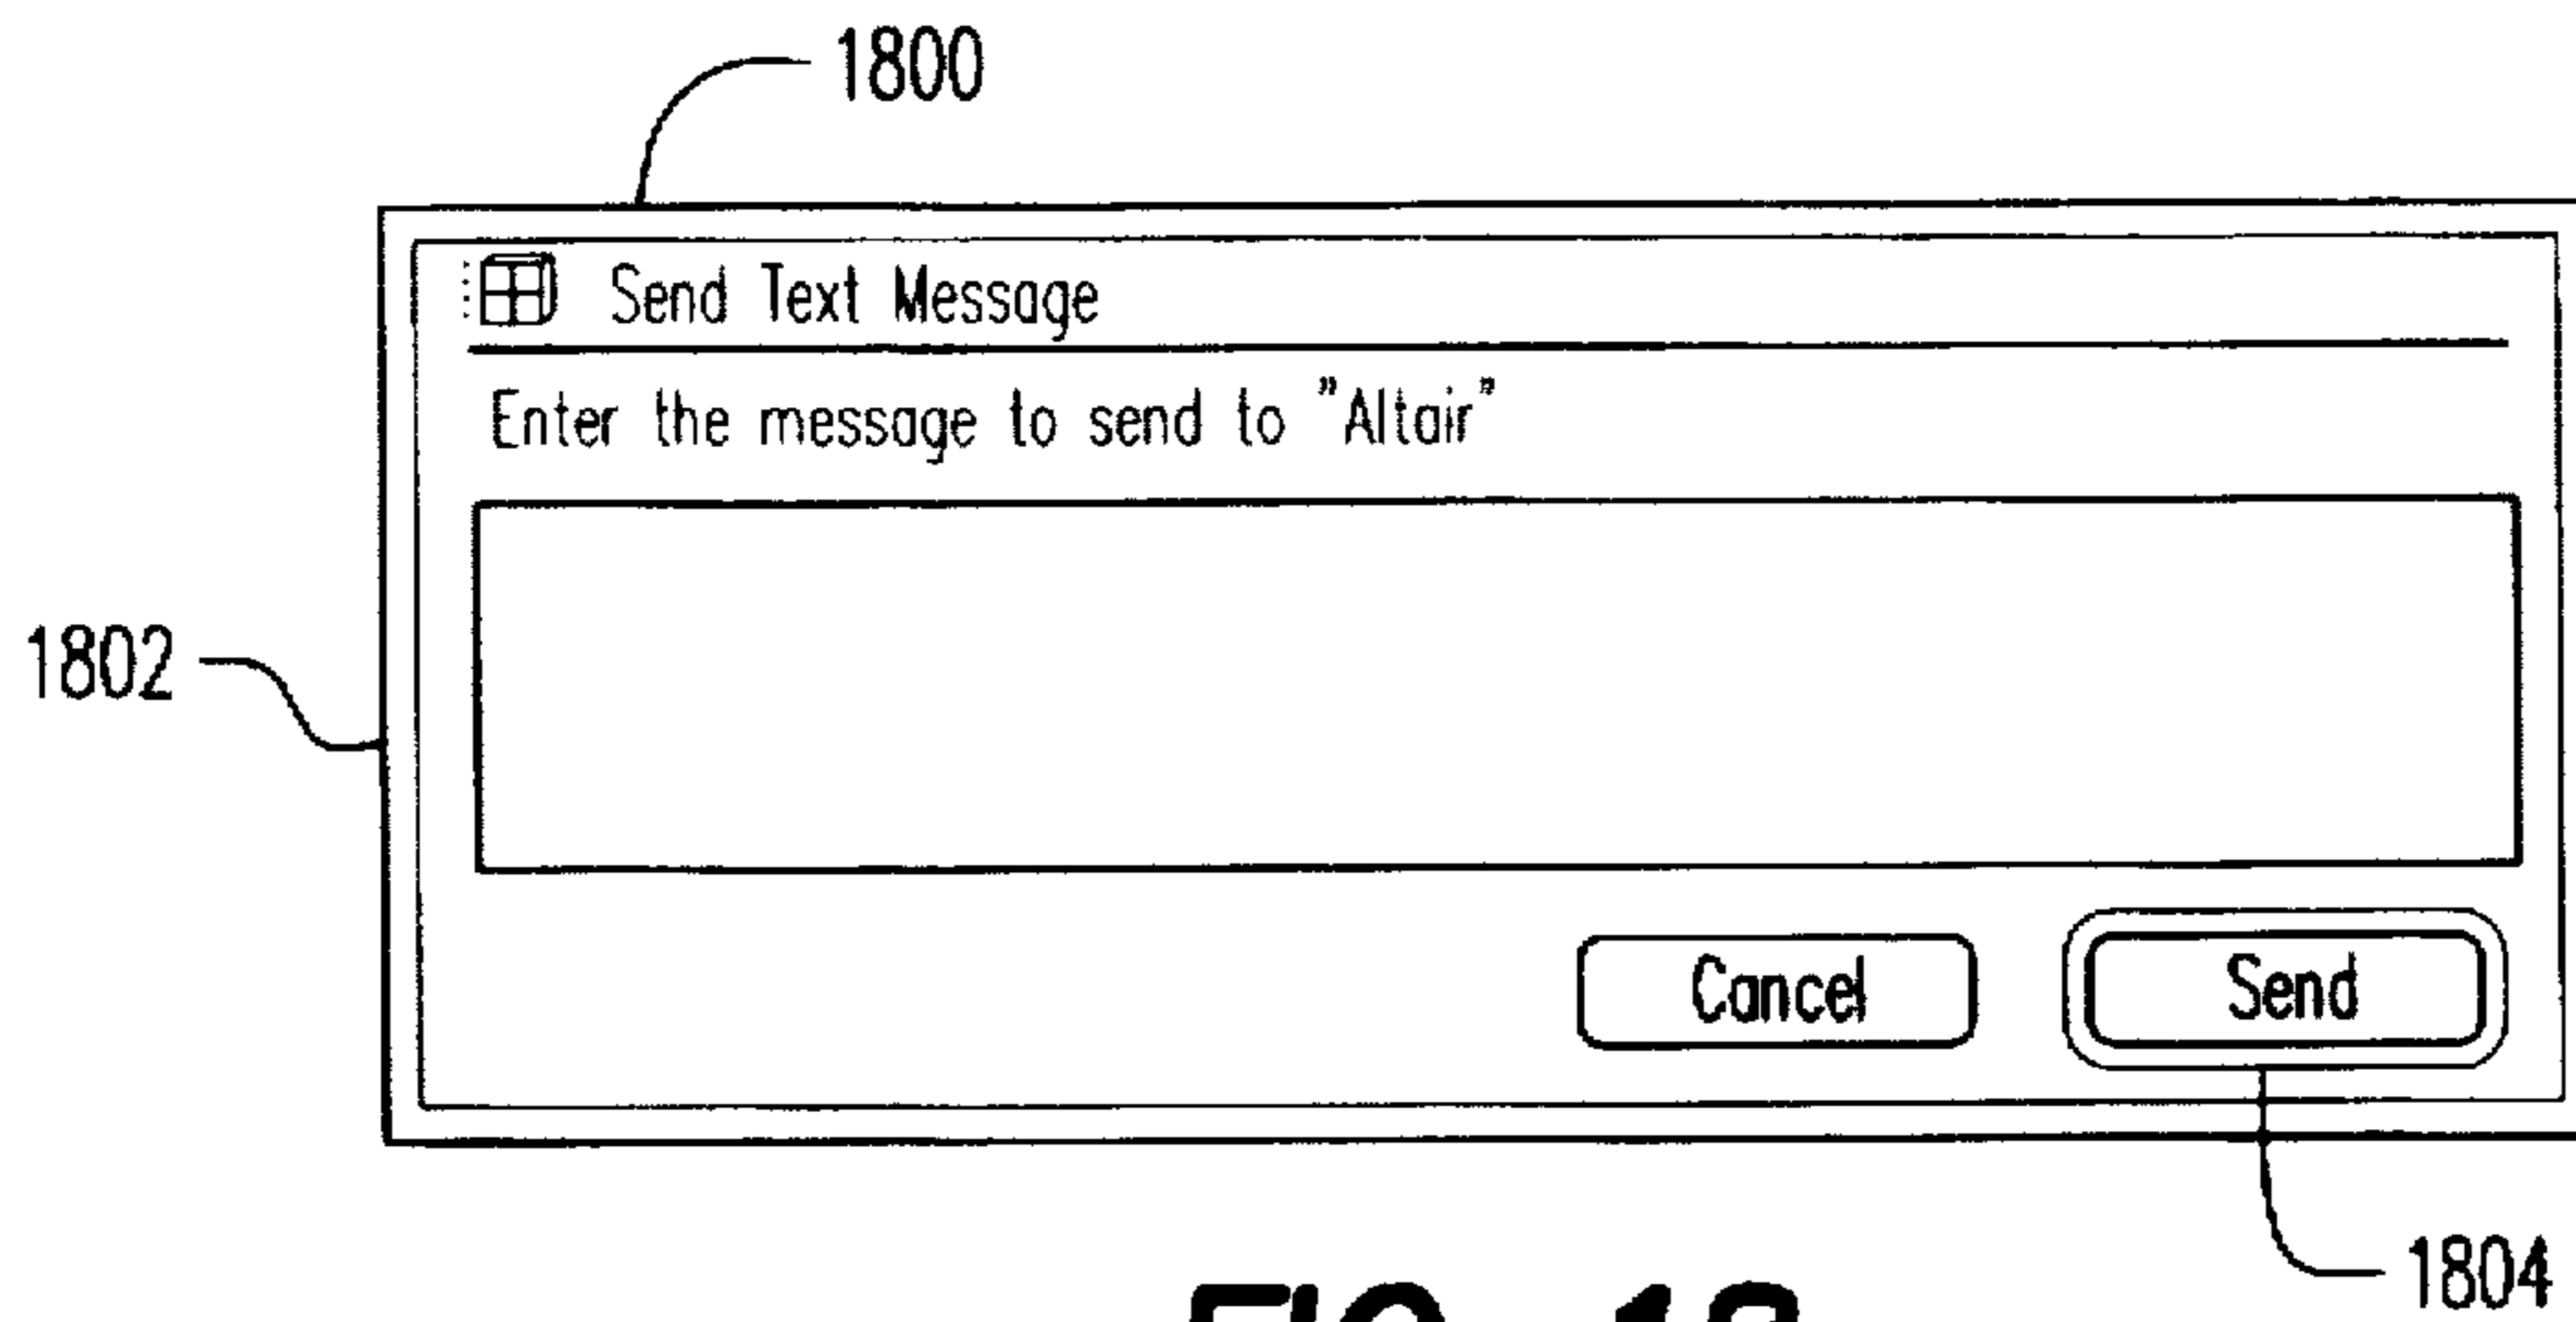 1800
Send Text Message
Enter the message to send to "Altair"
1802
Cancel Send
1804